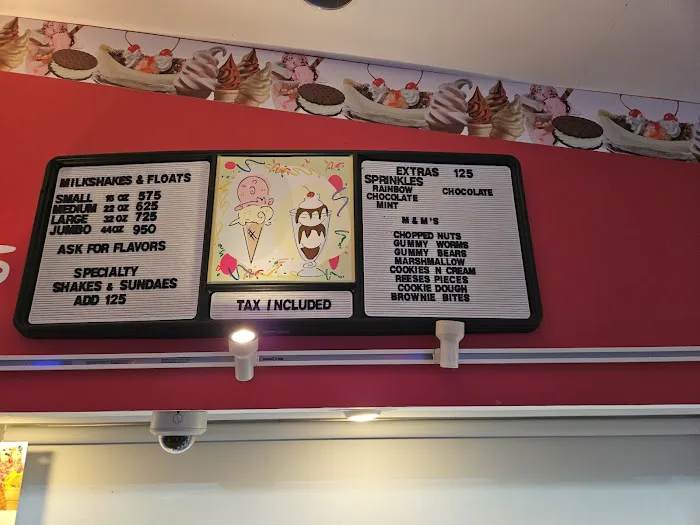 MILKSHAKES & FLOATS
SMALL 16 OZ 575
MEDIUM 22 OZ 625
LARGE 32 OZ 725
JUMBO 44OZ 950
ASK FOR FLAVORS
SPECIALTY
SHAKES & SUNDAES
ADD 125
TAX INCLUDED
EXTRAS 125
SPRINKLES
RAINBOW CHOCOLATE
CHOCOLATE
MINT
M & M'S
CHOPPED NUTS
GUMMY WORMS
GUMMY BEARS
MARSHMALLOW
COOKIES N CREAM
REESES PIECES
COOKIE DOUGH
BROWNIE BITES